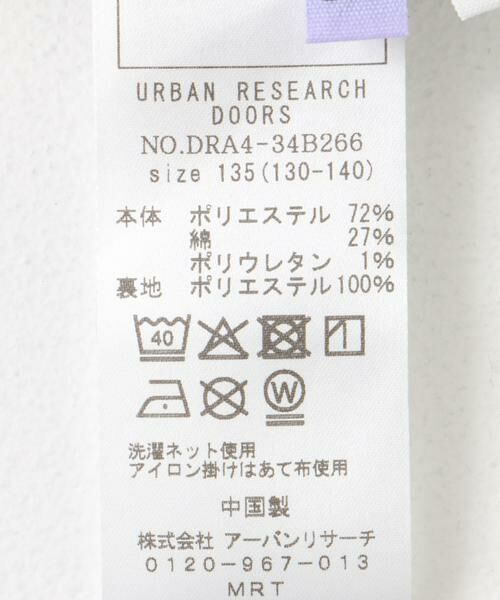 URBAN RESEARCH
DOORS
NO.DRA4-34B266
size 135(130-140)
本体 ポリエステル 72%
綿 27%
ポリウレタン 1%
裏地 ポリエステル 100%
40
W
洗濯ネット使用
アイロン掛けはあて布使用
中国製
株式会社 アーバンリサーチ
0120-967-013
MRT